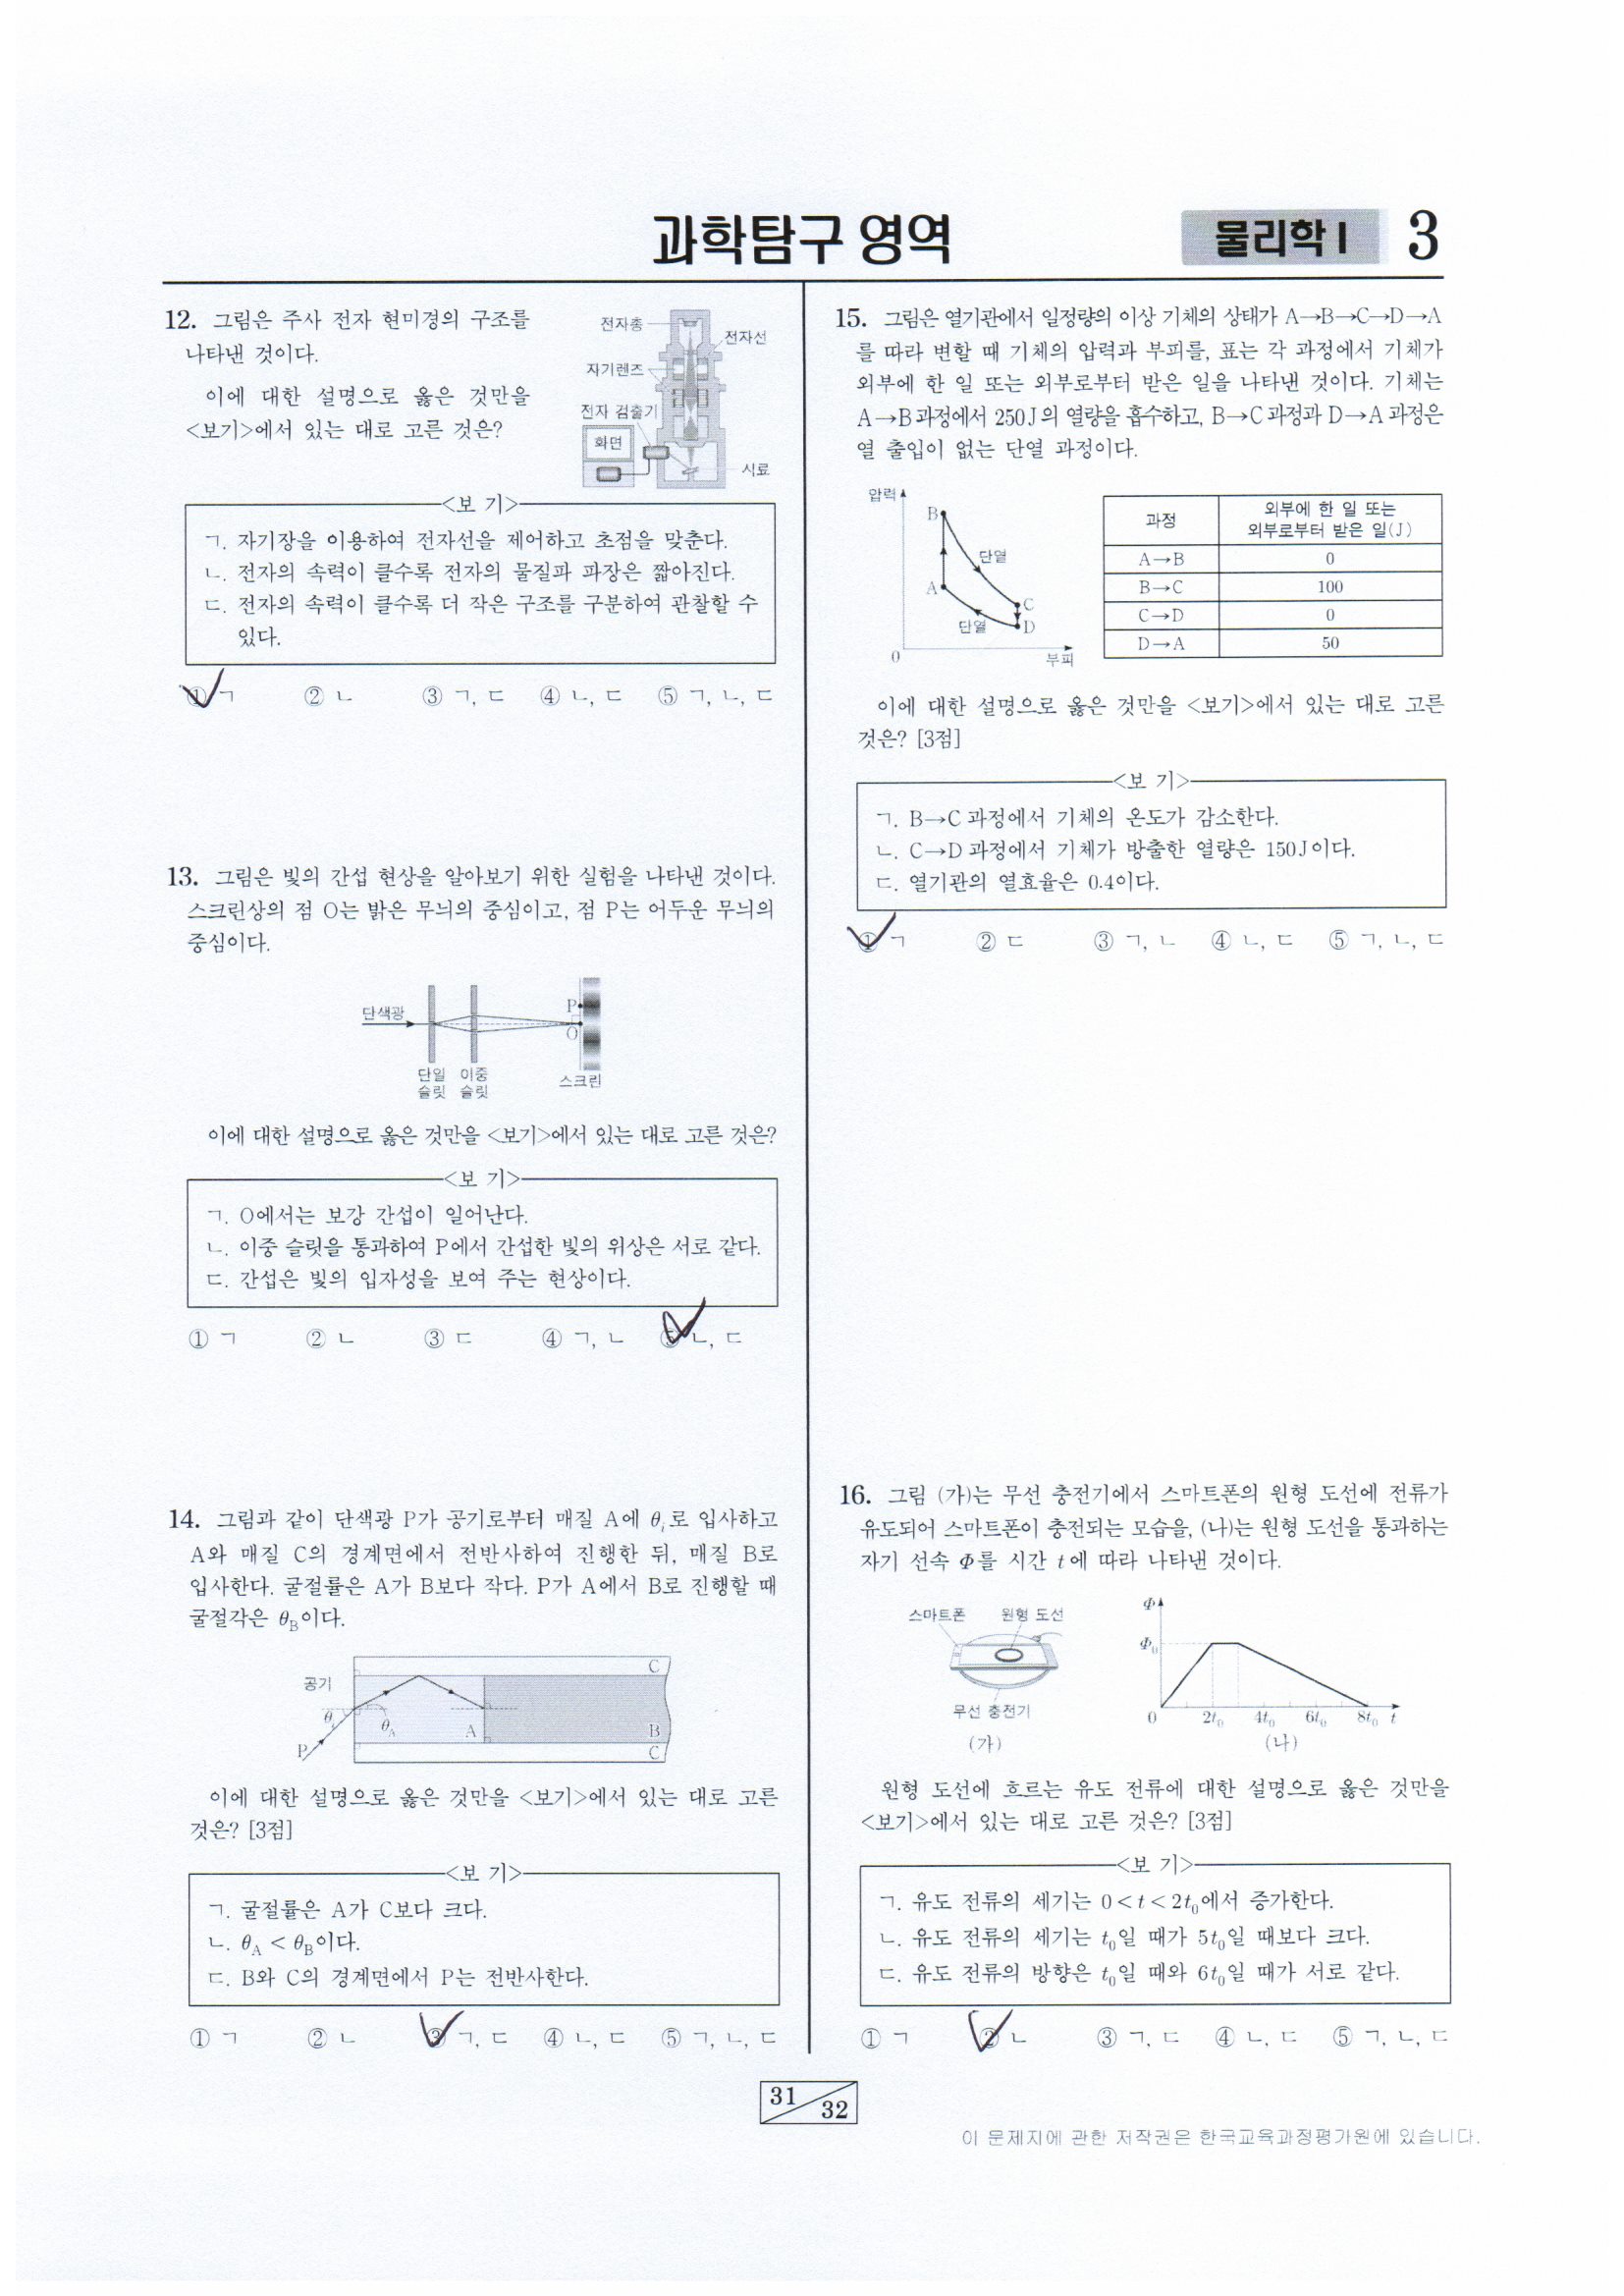 과학탐구 영역
물리학 I
3
12. 그림은 주사 전자 현미경의 구조를
나타낸 것이다.
이에 대한 설명으로 옳은 것만을
<보기>에서 있는 대로 고른 것은?
전자총
전자선
자기렌즈
전자 검출기
화면
시료
<보 기>
ㄱ. 자기장을 이용하여 전자선을 제어하고 초점을 맞춘다.
ㄴ. 전자의 속력이 클수록 전자의 물질파 파장은 짧아진다.
ㄷ. 전자의 속력이 클수록 더 작은 구조를 구분하여 관찰할 수
있다.
① ㄱ ② ㄴ ③ ㄱ, ㄷ ④ ㄴ, ㄷ ⑤ ㄱ, ㄴ, ㄷ
13. 그림은 빛의 간섭 현상을 알아보기 위한 실험을 나타낸 것이다.
스크린상의 점 O는 밝은 무늬의 중심이고, 점 P는 어두운 무늬의
중심이다.
단색광
P
O
단일 이중
슬릿 슬릿
스크린
이에 대한 설명으로 옳은 것만을 <보기>에서 있는 대로 고른 것은?
<보 기>
ㄱ. O에서는 보강 간섭이 일어난다.
ㄴ. 이중 슬릿을 통과하여 P에서 간섭한 빛의 위상은 서로 같다.
ㄷ. 간섭은 빛의 입자성을 보여 주는 현상이다.
① ㄱ ② ㄴ ③ ㄷ ④ ㄱ, ㄴ ⑤ ㄴ, ㄷ
14. 그림과 같이 단색광 P가 공기로부터 매질 A에 θᵢ로 입사하고
A와 매질 C의 경계면에서 전반사하여 진행한 뒤, 매질 B로
입사한다. 굴절률은 A가 B보다 작다. P가 A에서 B로 진행할 때
굴절각은 θ_B이다.
C
공기
θᵢ
θ_A
A
B
P
C
이에 대한 설명으로 옳은 것만을 <보기>에서 있는 대로 고른
것은? [3점]
<보 기>
ㄱ. 굴절률은 A가 C보다 크다.
ㄴ. θ_A < θ_B이다.
ㄷ. B와 C의 경계면에서 P는 전반사한다.
① ㄱ ② ㄴ ③ ㄱ, ㄷ ④ ㄴ, ㄷ ⑤ ㄱ, ㄴ, ㄷ
15. 그림은 열기관에서 일정량의 이상 기체의 상태가 A→B→C→D→A
를 따라 변할 때 기체의 압력과 부피를, 표는 각 과정에서 기체가
외부에 한 일 또는 외부로부터 받은 일을 나타낸 것이다. 기체는
A→B 과정에서 250J의 열량을 흡수하고, B→C 과정과 D→A 과정은
열 출입이 없는 단열 과정이다.
압력
B
단열
A
C
단열
D
0
부피
과정 외부에 한 일 또는
외부로부터 받은 일(J)
A→B 0
B→C 100
C→D 0
D→A 50
이에 대한 설명으로 옳은 것만을 <보기>에서 있는 대로 고른
것은? [3점]
<보 기>
ㄱ. B→C 과정에서 기체의 온도가 감소한다.
ㄴ. C→D 과정에서 기체가 방출한 열량은 150J이다.
ㄷ. 열기관의 열효율은 0.4이다.
① ㄱ ② ㄷ ③ ㄱ, ㄴ ④ ㄴ, ㄷ ⑤ ㄱ, ㄴ, ㄷ
16. 그림 (가)는 무선 충전기에서 스마트폰의 원형 도선에 전류가
유도되어 스마트폰이 충전되는 모습을, (나)는 원형 도선을 통과하는
자기 선속 Φ를 시간 t에 따라 나타낸 것이다.
스마트폰 원형 도선
무선 충전기
(가)
Φ
Φ₀
0 2t₀ 4t₀ 6t₀ 8t₀ t
(나)
원형 도선에 흐르는 유도 전류에 대한 설명으로 옳은 것만을
<보기>에서 있는 대로 고른 것은? [3점]
<보 기>
ㄱ. 유도 전류의 세기는 0<t<2t₀에서 증가한다.
ㄴ. 유도 전류의 세기는 t₀일 때가 5t₀일 때보다 크다.
ㄷ. 유도 전류의 방향은 t₀일 때와 6t₀일 때가 서로 같다.
① ㄱ ② ㄴ ③ ㄱ, ㄷ ④ ㄴ, ㄷ ⑤ ㄱ, ㄴ, ㄷ
31
32
이 문제지에 관한 저작권은 한국교육과정평가원에 있습니다.